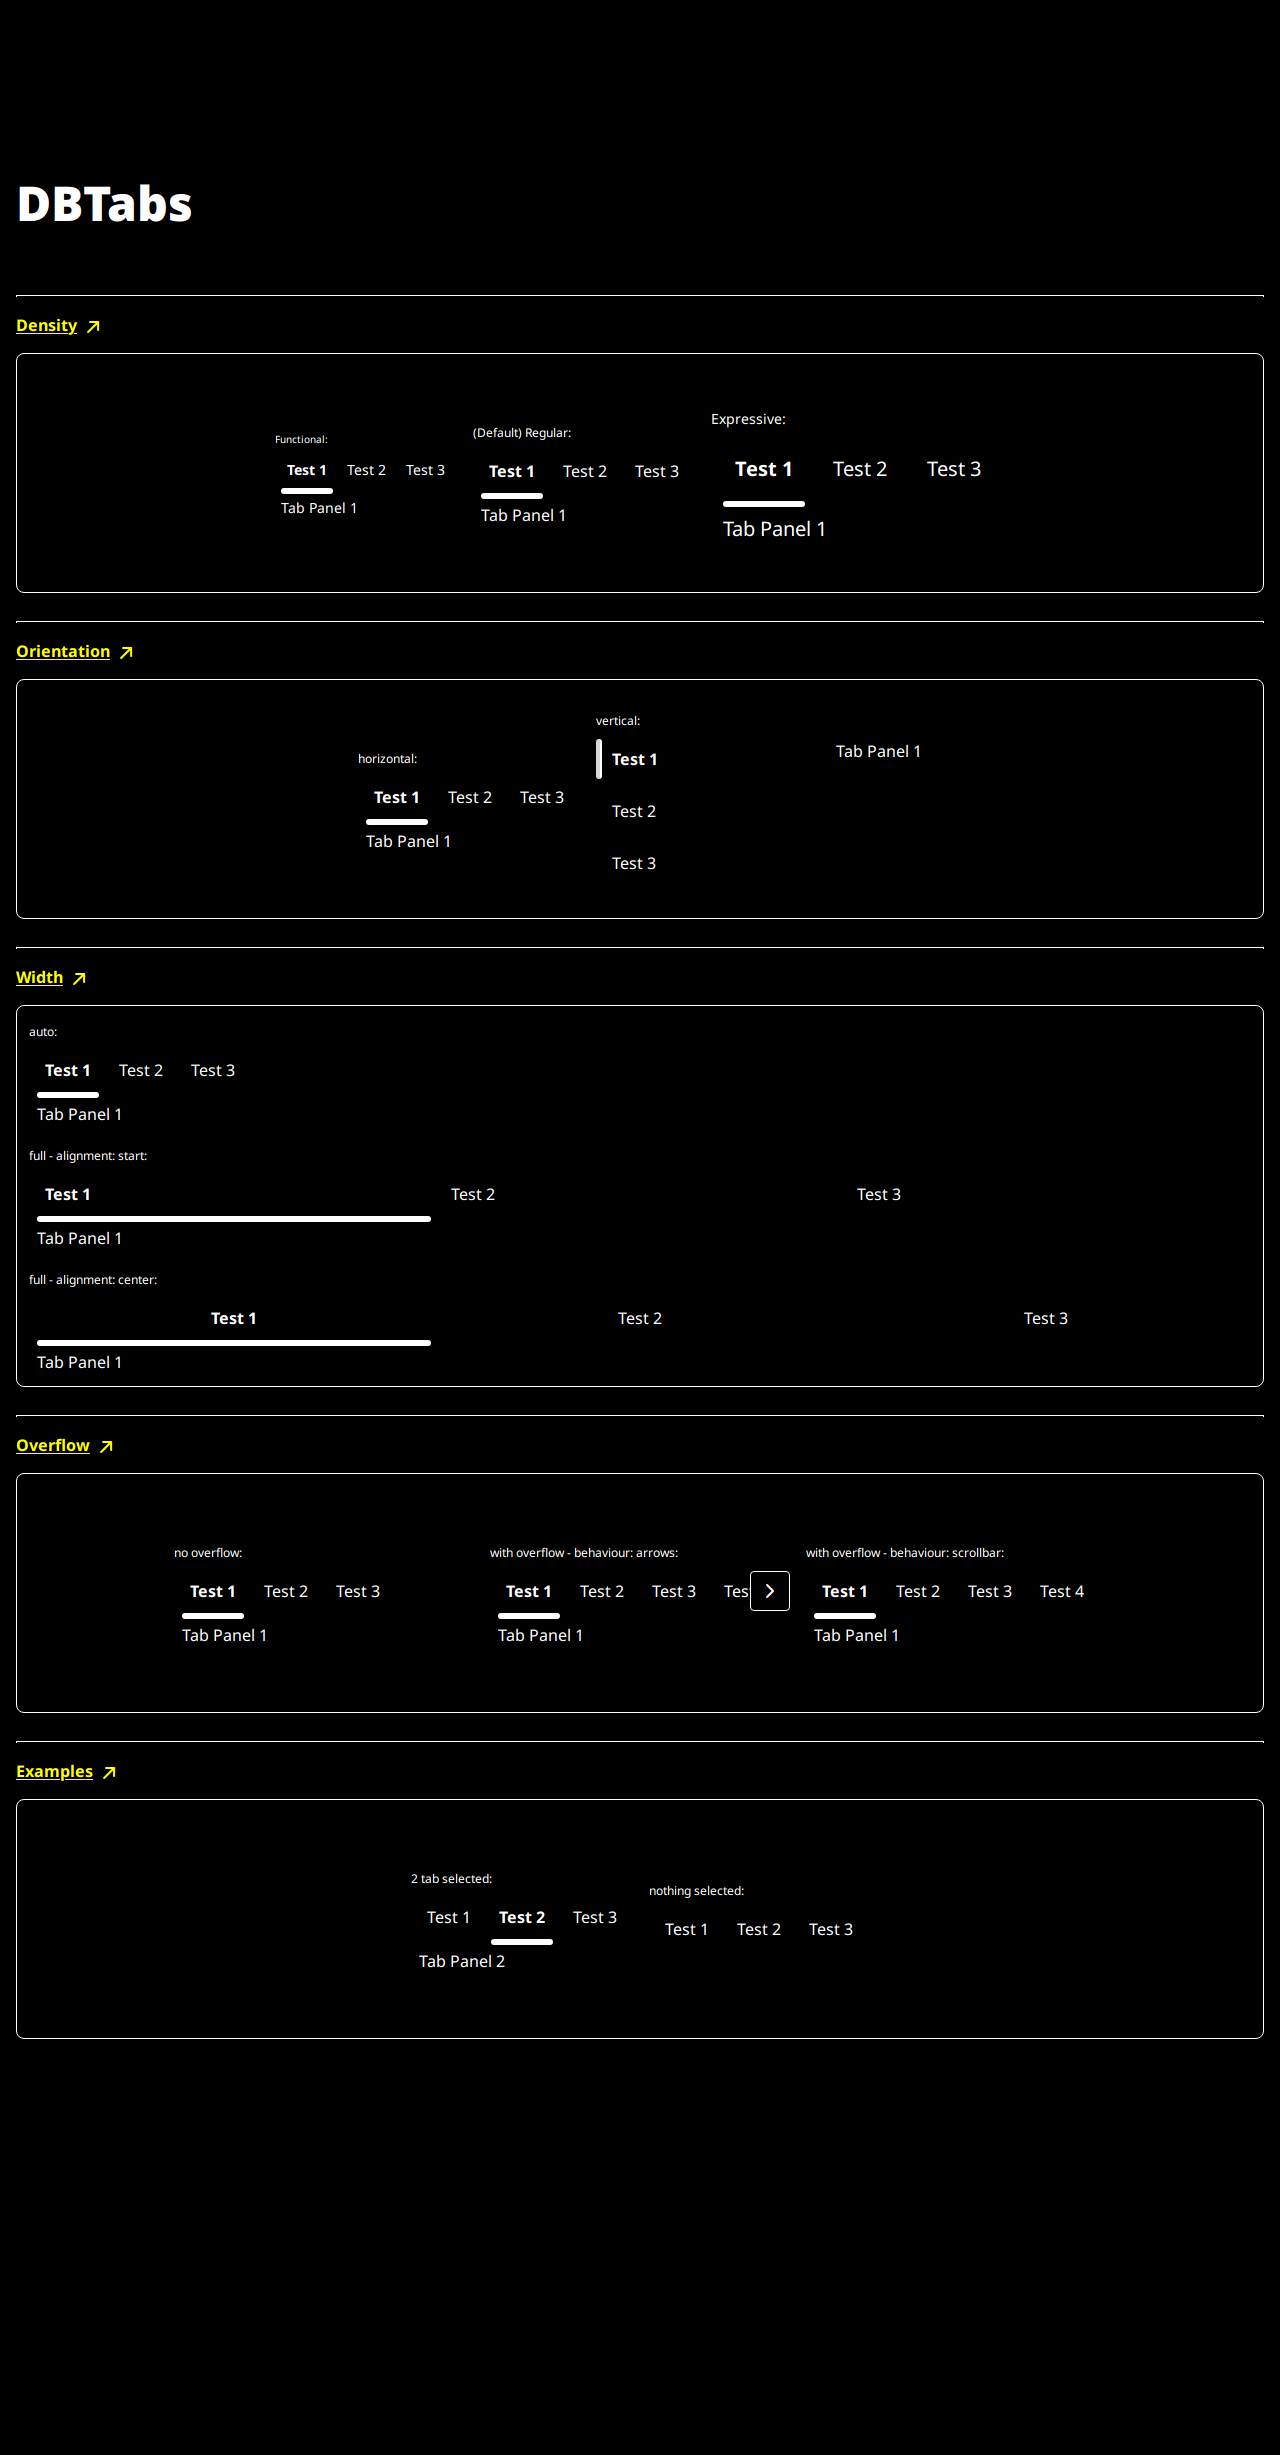 DBTabs
Density
Functional:
Test 1 Test 2 Test 3
Tab Panel 1
(Default) Regular:
Test 1 Test 2 Test 3
Tab Panel 1
Expressive:
Test 1 Test 2 Test 3
Tab Panel 1
Orientation
horizontal:
Test 1 Test 2 Test 3
Tab Panel 1
vertical:
Test 1
Test 2
Test 3
Tab Panel 1
Width
auto:
Test 1 Test 2 Test 3
Tab Panel 1
full - alignment: start:
Test 1 Test 2 Test 3
Tab Panel 1
full - alignment: center:
Test 1 Test 2 Test 3
Tab Panel 1
Overflow
no overflow:
Test 1 Test 2 Test 3
Tab Panel 1
with overflow - behaviour: arrows:
Test 1 Test 2 Test 3 Tes
Tab Panel 1
with overflow - behaviour: scrollbar:
Test 1 Test 2 Test 3 Test 4
Tab Panel 1
Examples
2 tab selected:
Test 1 Test 2 Test 3
Tab Panel 2
nothing selected:
Test 1 Test 2 Test 3